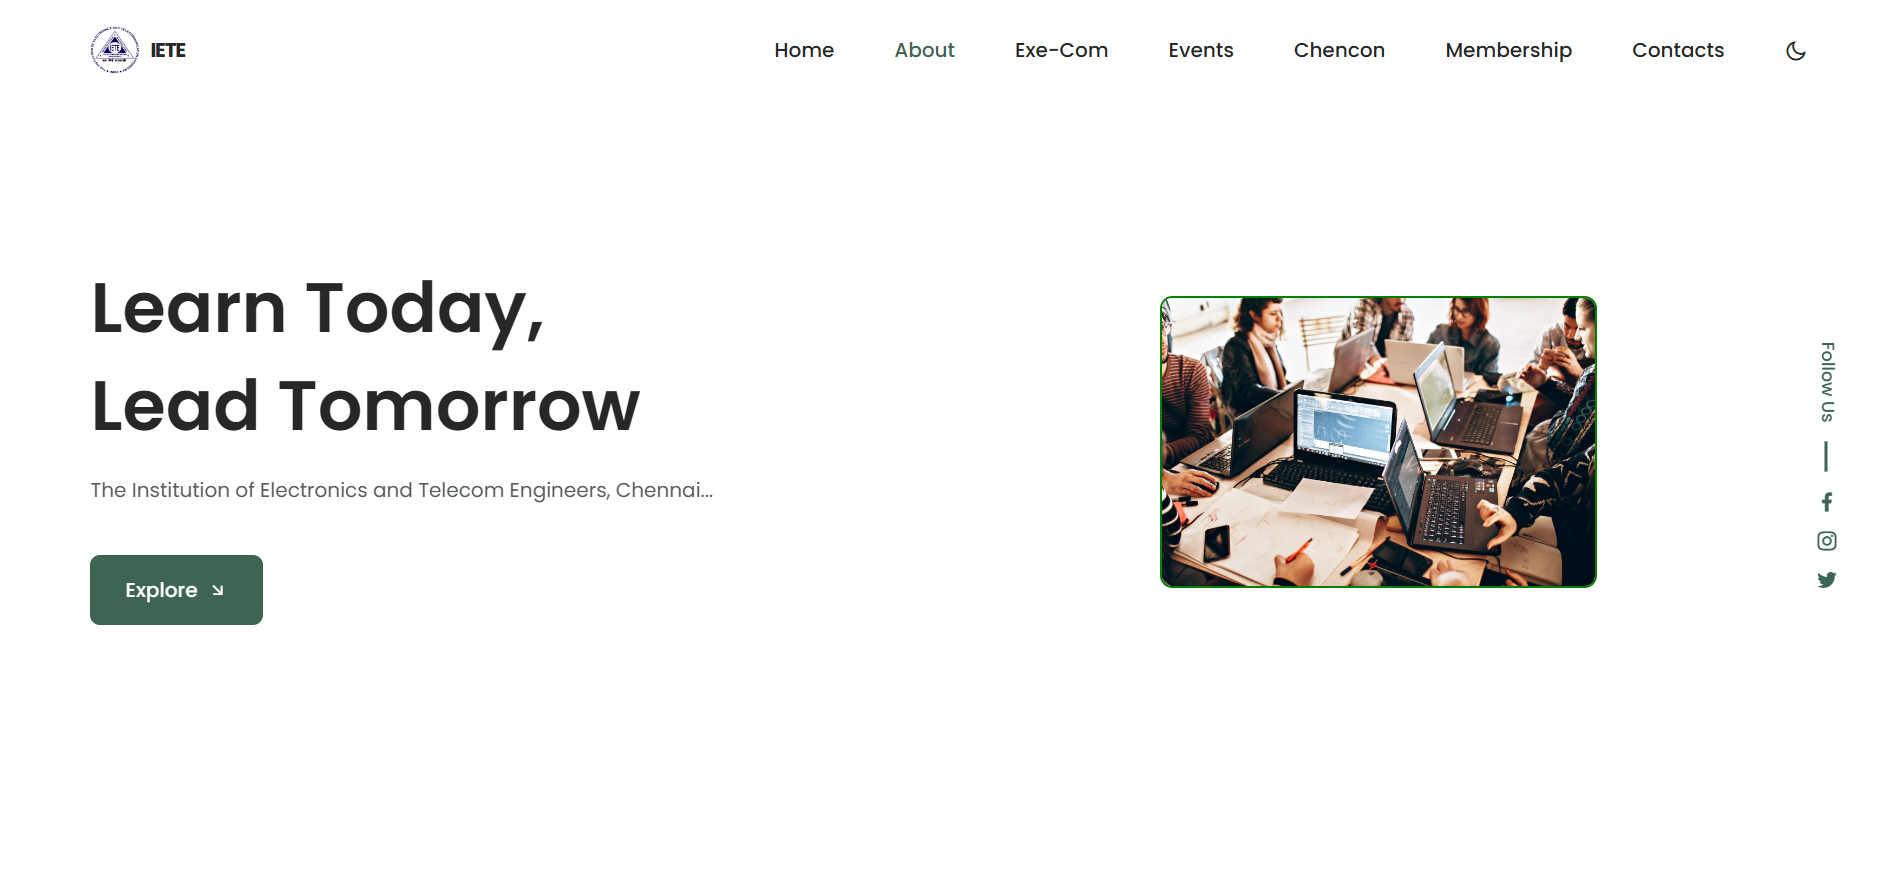 IETE
IETE
Home
About
Exe-Com
Events
Chencon
Membership
Contacts
Learn Today,
Lead Tomorrow
The Institution of Electronics and Telecom Engineers, Chennai...
Explore
Follow Us